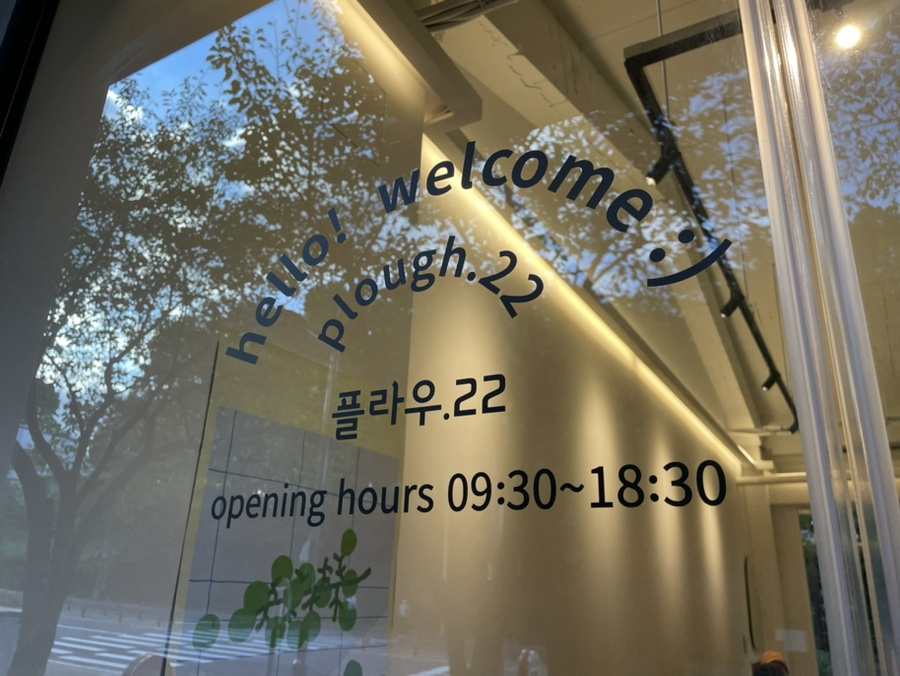 hello! welcome :)
plough.22
플라우.22
opening hours 09:30~18:30